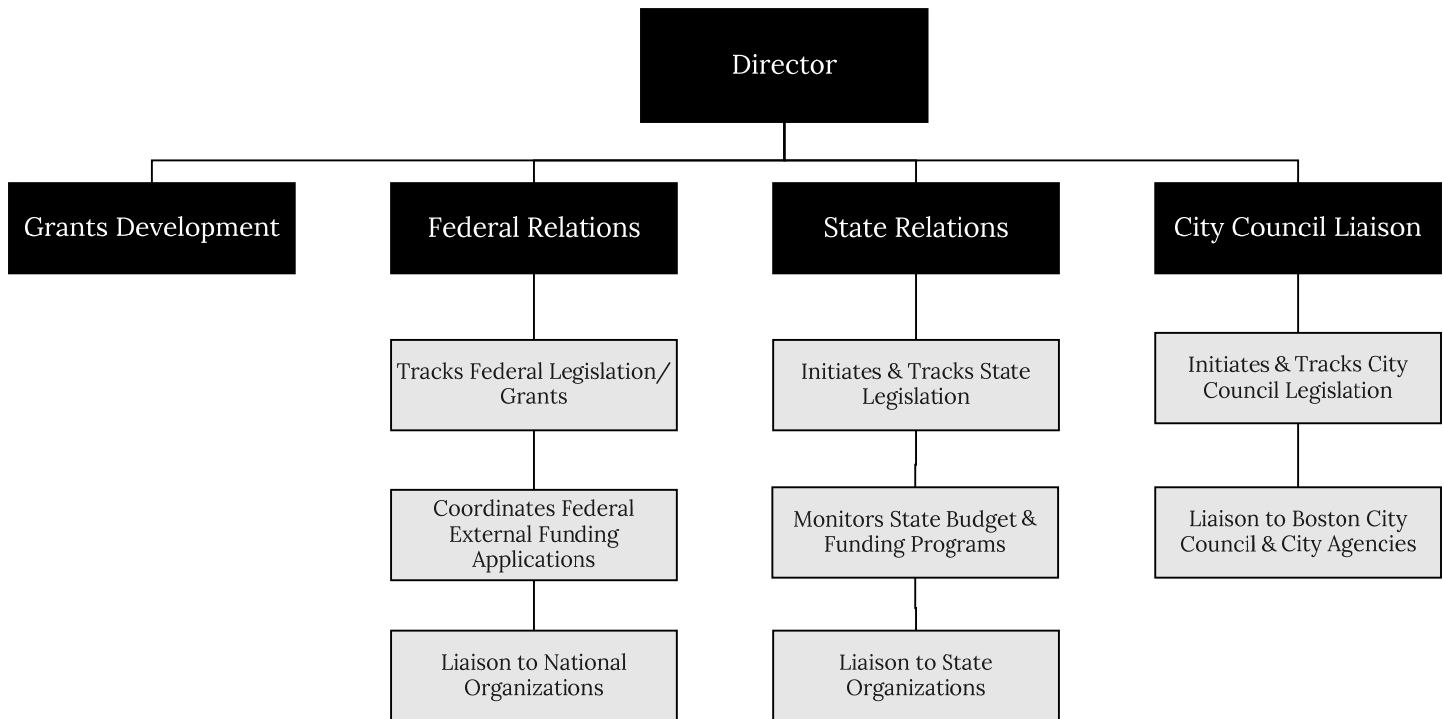 Director
Grants Development
Federal Relations
State Relations
City Council Liaison
Tracks Federal Legislation/
Grants
Initiates & Tracks State
Legislation
Initiates & Tracks City
Council Legislation
Coordinates Federal
External Funding
Applications
Monitors State Budget &
Funding Programs
Liaison to Boston City
Council & City Agencies
Liaison to National
Organizations
Liaison to State
Organizations